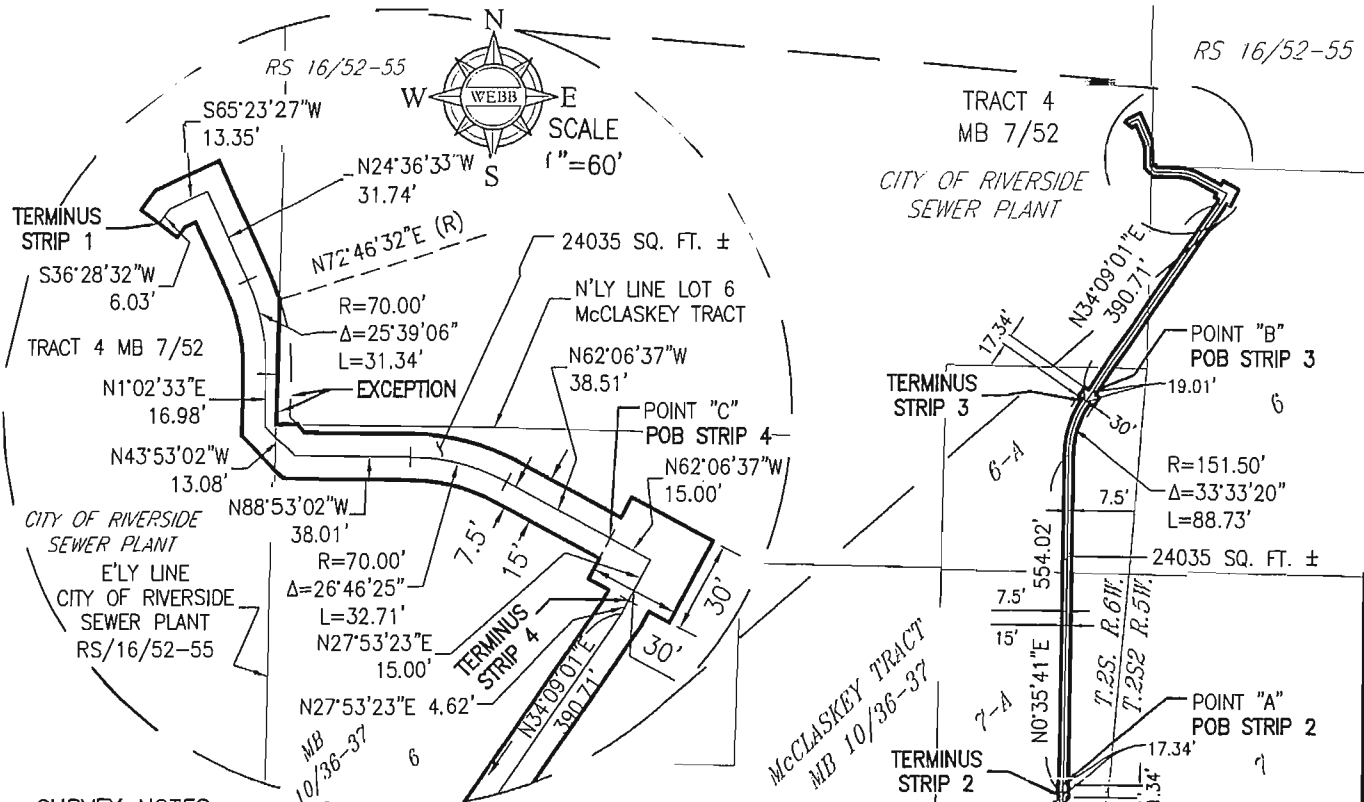 N
RS 16/52-55
RS 16/52-55
W
WEBB
E
S
SCALE
1"=60'
S65°23'27"W
13.35'
N24°36'33"W
31.74'
TERMINUS
STRIP 1
N72°46'32"E (R)
S36°28'32"W
6.03'
24035 SQ. FT. ±
R=70.00'
Δ=25°39'06"
L=31.34'
N'LY LINE LOT 6
McCLASKEY TRACT
TRACT 4 MB 7/52
N1°02'33"E
16.98'
EXCEPTION
N62°06'37"W
38.51'
POINT "C"
POB STRIP 4
N43°53'02"W
13.08'
N62°06'37"W
15.00'
N88°53'02"W
38.01'
CITY OF RIVERSIDE
SEWER PLANT
R=70.00'
Δ=26°46'25"
L=32.71'
7.5'
15'
E'LY LINE
CITY OF RIVERSIDE
SEWER PLANT
RS/16/52-55
N27°53'23"E
15.00'
TERMINUS
STRIP 4
30'
30'
N27°53'23"E 4.62'
N34°09'01"E
390.71'
MB
10/36-37
6
SURVEY NOTES
TRACT 4
MB 7/52
CITY OF RIVERSIDE
SEWER PLANT
N34°09'01"E
390.71'
17.34'
POINT "B"
POB STRIP 3
TERMINUS
STRIP 3
19.01'
30'
6
6-A
R=151.50'
Δ=33°33'20"
L=88.73'
7.5'
554.02'
24035 SQ. FT. ±
7.5'
15'
N0°35'41"E
T.2S. R.6W.
T.2S2 R.5W.
McCLASKEY TRACT
MB 10/36-37
7-A
POINT "A"
POB STRIP 2
TERMINUS
STRIP 2
17.34'
7